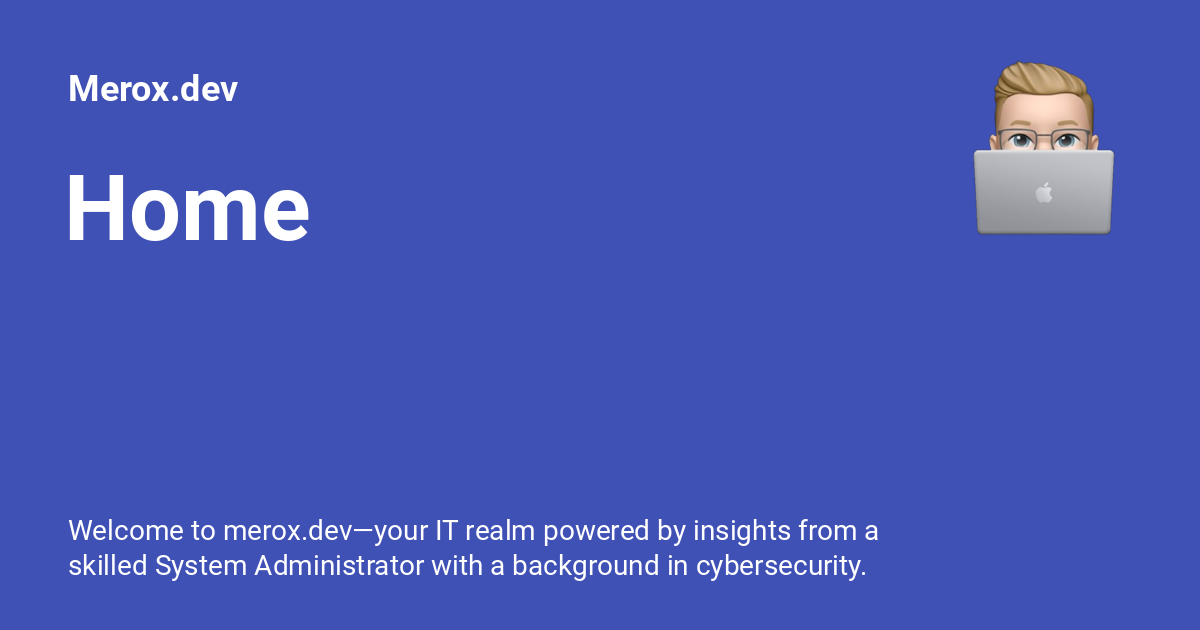 Merox.dev
Home
Welcome to merox.dev—your IT realm powered by insights from a
skilled System Administrator with a background in cybersecurity.